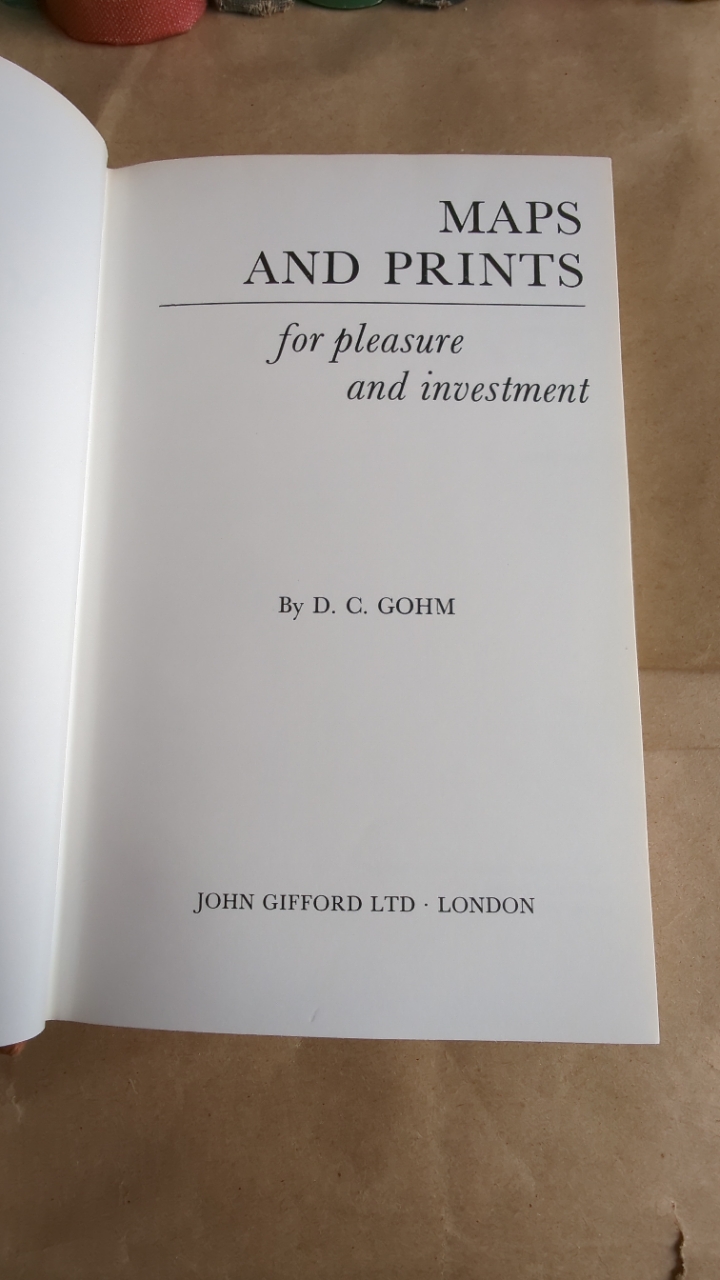 MAPS
AND PRINTS
for pleasure
and investment
By D. C. GOHM
JOHN GIFFORD LTD · LONDON